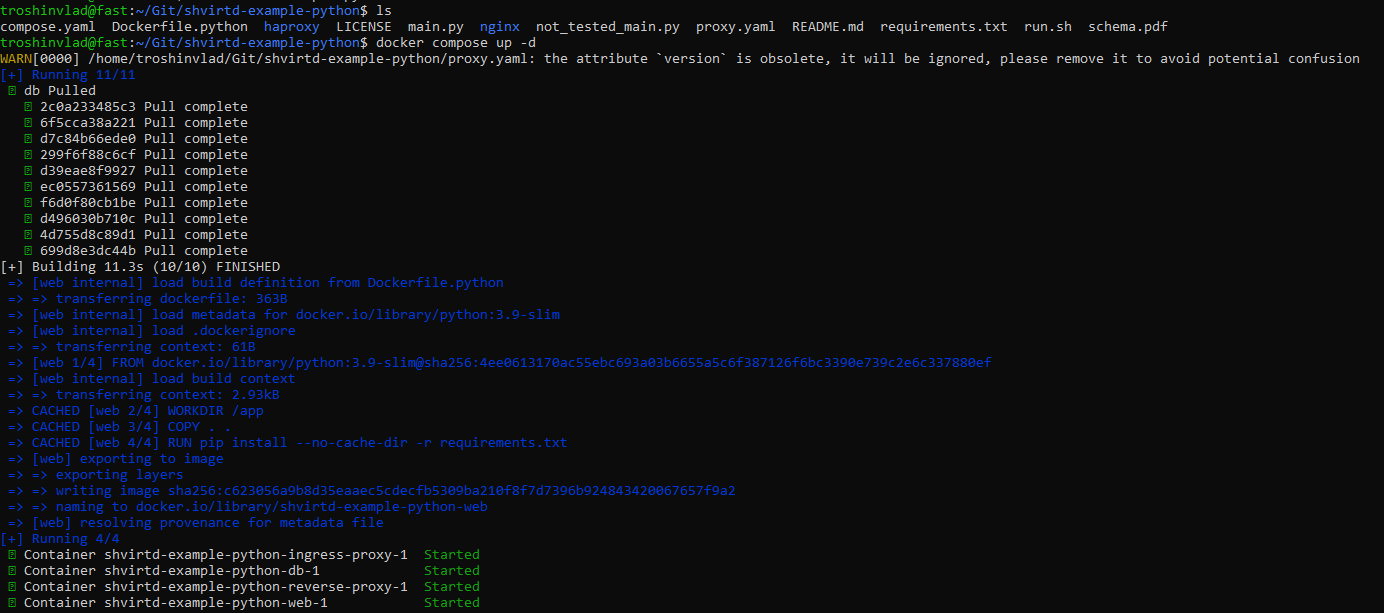 troshinvlad@fast:~/Git/shvirtd-example-python$ ls
compose.yaml  Dockerfile.python  haproxy  LICENSE  main.py  nginx  not_tested_main.py  proxy.yaml  README.md  requirements.txt  run.sh  schema.pdf
troshinvlad@fast:~/Git/shvirtd-example-python$ docker compose up -d
WARN[0000] /home/troshinvlad/Git/shvirtd-example-python/proxy.yaml: the attribute `version` is obsolete, it will be ignored, please remove it to avoid potential confusion
[+] Running 11/11
db Pulled
2c0a233485c3 Pull complete
6f5cca38a221 Pull complete
d7c84b66ede0 Pull complete
299f6f88c6cf Pull complete
d39eae8f9927 Pull complete
ec0557361569 Pull complete
f6d0f80cb1be Pull complete
d496030b710c Pull complete
4d755d8c89d1 Pull complete
699d8e3dc44b Pull complete
[+] Building 11.3s (10/10) FINISHED
=> [web internal] load build definition from Dockerfile.python
=> => transferring dockerfile: 363B
=> [web internal] load metadata for docker.io/library/python:3.9-slim
=> [web internal] load .dockerignore
=> => transferring context: 61B
=> [web 1/4] FROM docker.io/library/python:3.9-slim@sha256:4ee0613170ac55ebc693a03b6655a5c6f387126f6bc3390e739c2e6c337880ef
=> [web internal] load build context
=> => transferring context: 2.93kB
=> CACHED [web 2/4] WORKDIR /app
=> CACHED [web 3/4] COPY . .
=> CACHED [web 4/4] RUN pip install --no-cache-dir -r requirements.txt
=> [web] exporting to image
=> => exporting layers
=> => writing image sha256:c623056a9b8d35eaaec5cdecfb5309ba210f8f7d7396b924843420067657f9a2
=> => naming to docker.io/library/shvirtd-example-python-web
=> [web] resolving provenance for metadata file
[+] Running 4/4
Container shvirtd-example-python-ingress-proxy-1  Started
Container shvirtd-example-python-db-1  Started
Container shvirtd-example-python-reverse-proxy-1  Started
Container shvirtd-example-python-web-1  Started